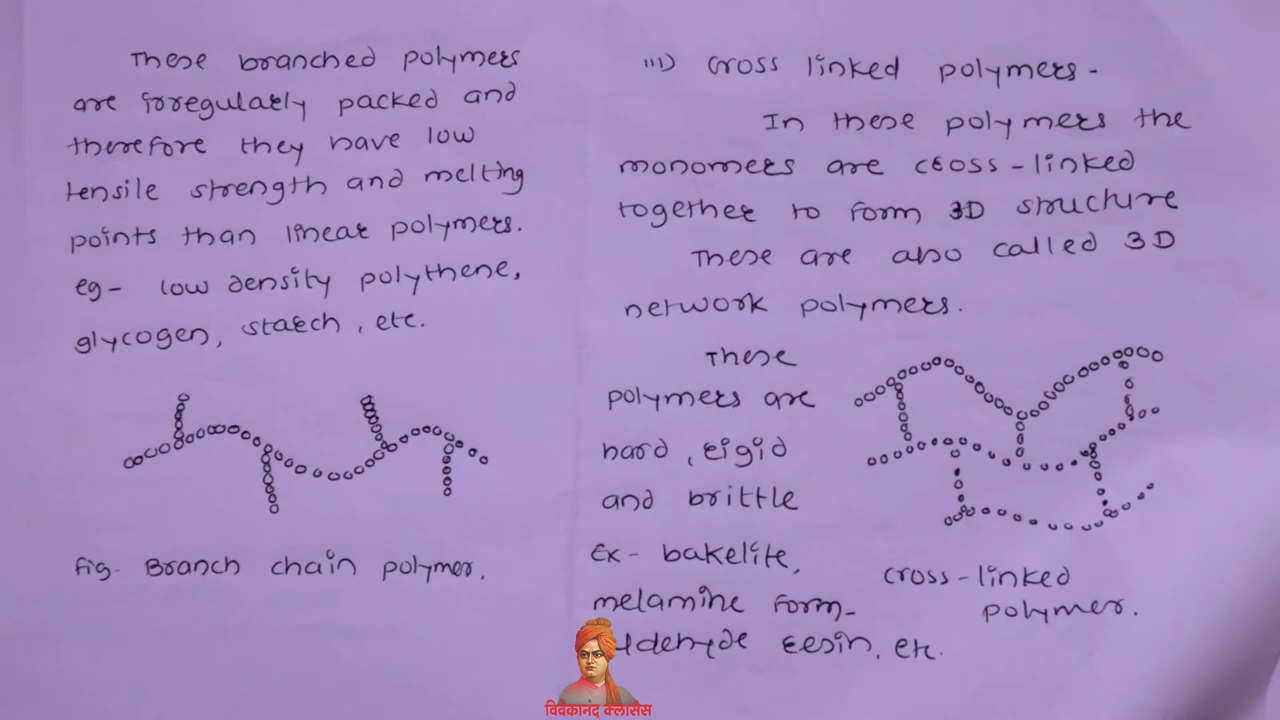 These branched polymers
are irregularly packed and
therefore they have low
tensile strength and melting
points than linear polymers.
eg- low density polythene,
glycogen, starch, etc.
fig. Branch chain polymer.
III) Cross linked polymers-
In these polymers the
monomers are cross-linked
together to form 3D structure
These are also called 3D
network polymers.
These
polymers are
hard, rigid
and brittle
Ex- bakelite,
melamine form-
aldehyde resin, etc.
cross-linked
polymer.
विवेकानंद क्लासेस